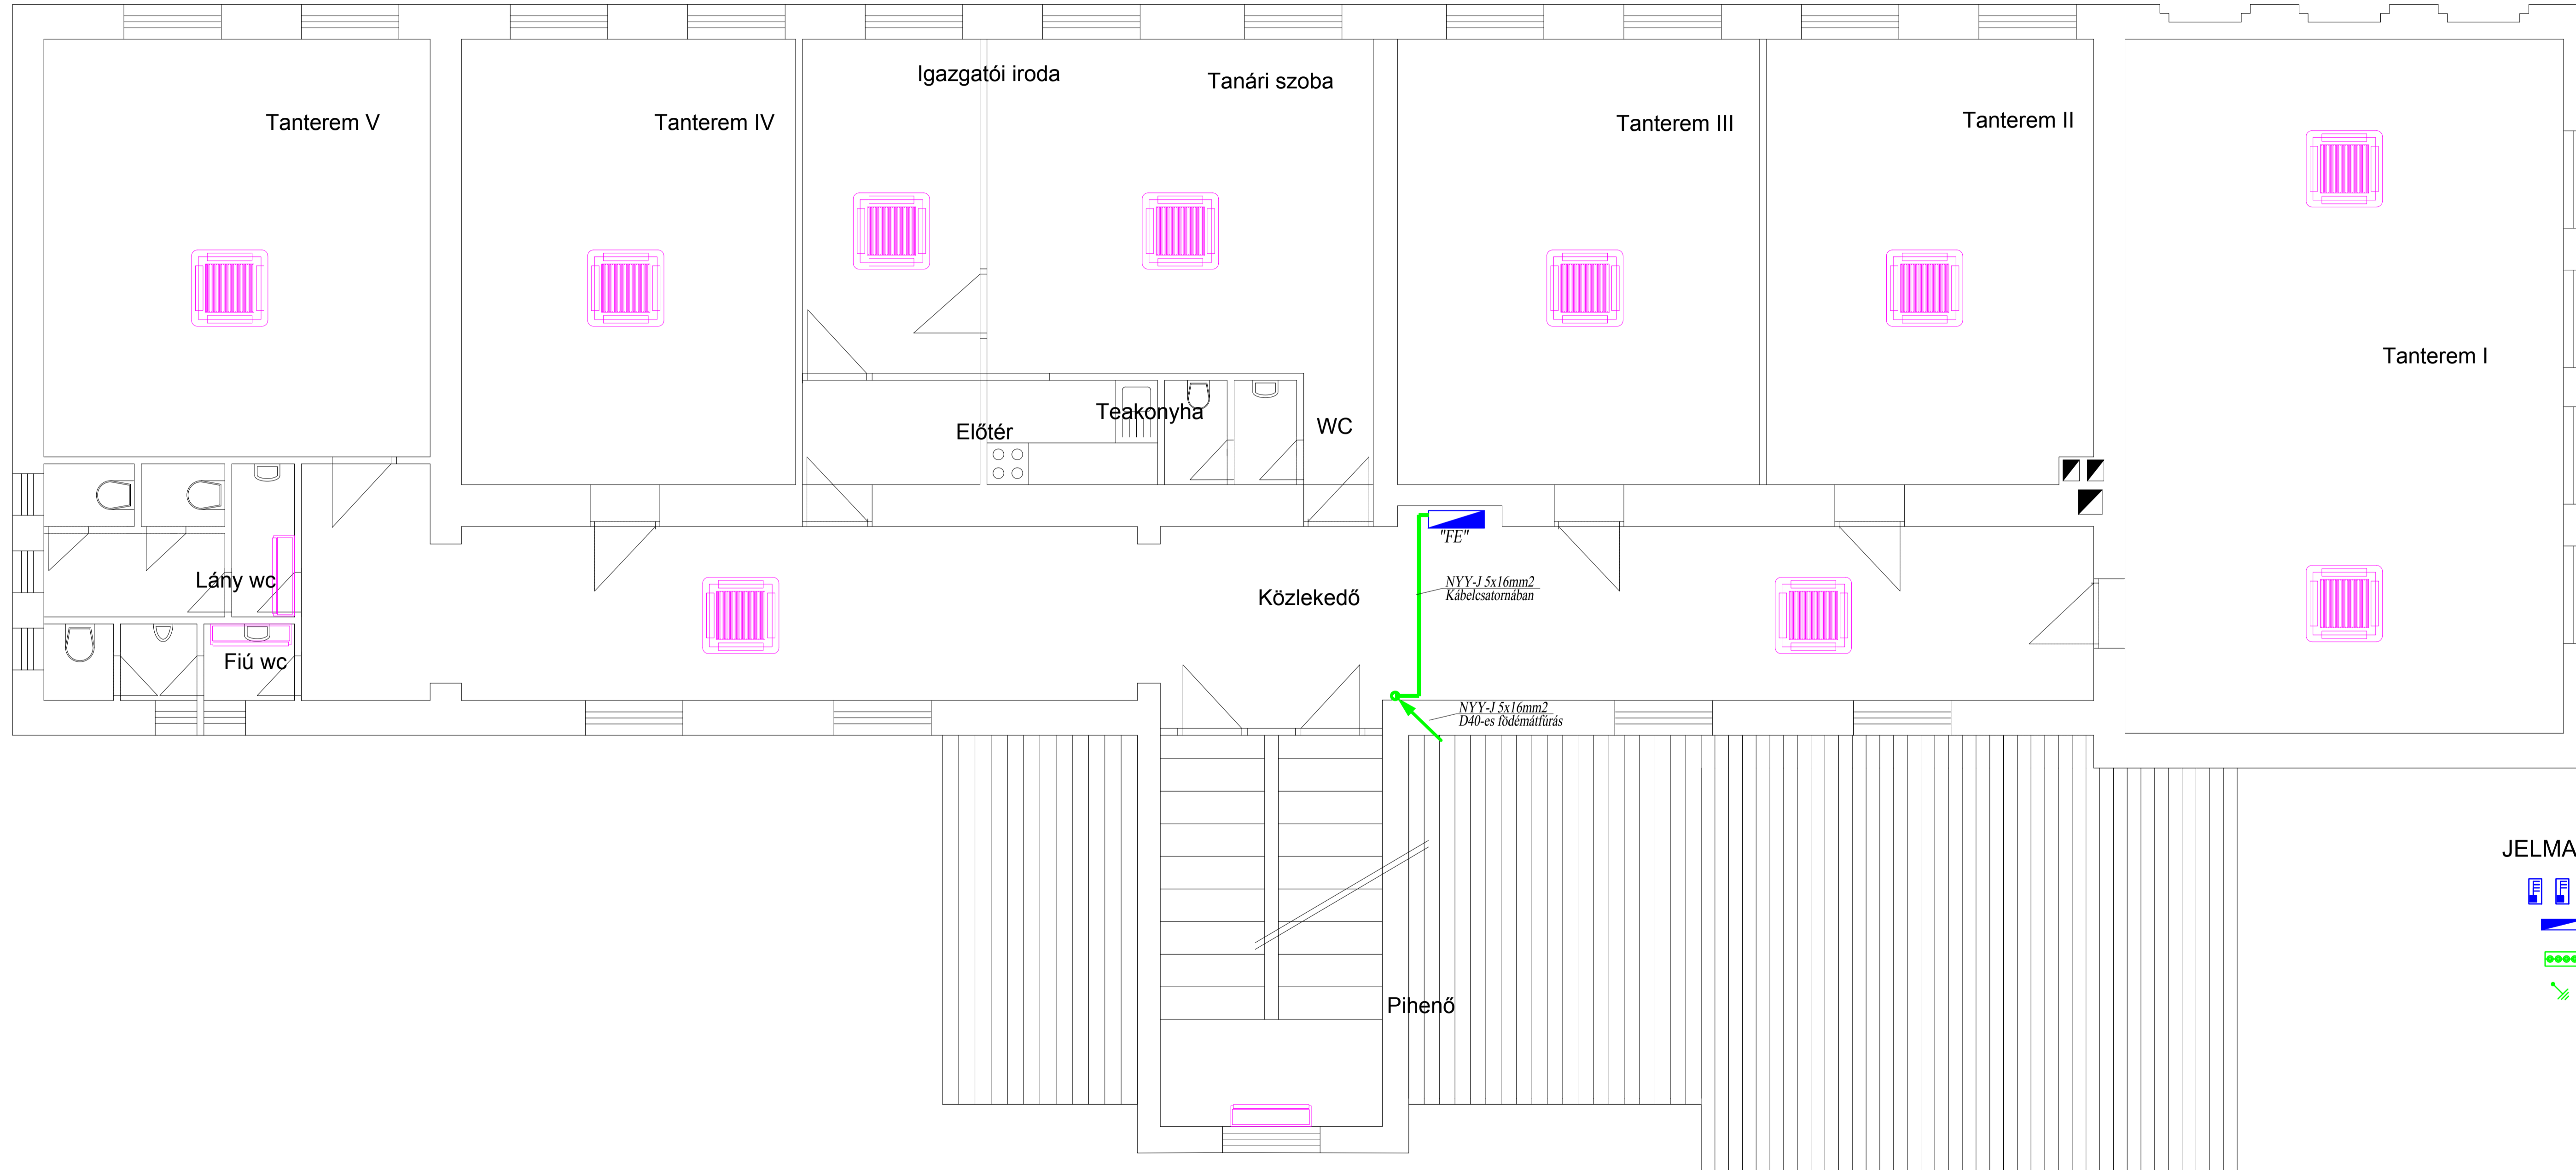 Igazgatói iroda
Tanári szoba
Tanterem V
Tanterem IV
Tanterem III
Tanterem II
Tanterem I
Teakonyha
Előtér
WC
"FE"
Lány wc
Közlekedő
NYY-J 5x16mm2
Kábelcsatornában
Fiú wc
NYY-J 5x16mm2
D40-es födémátfúrás
JELMA
Pihenő